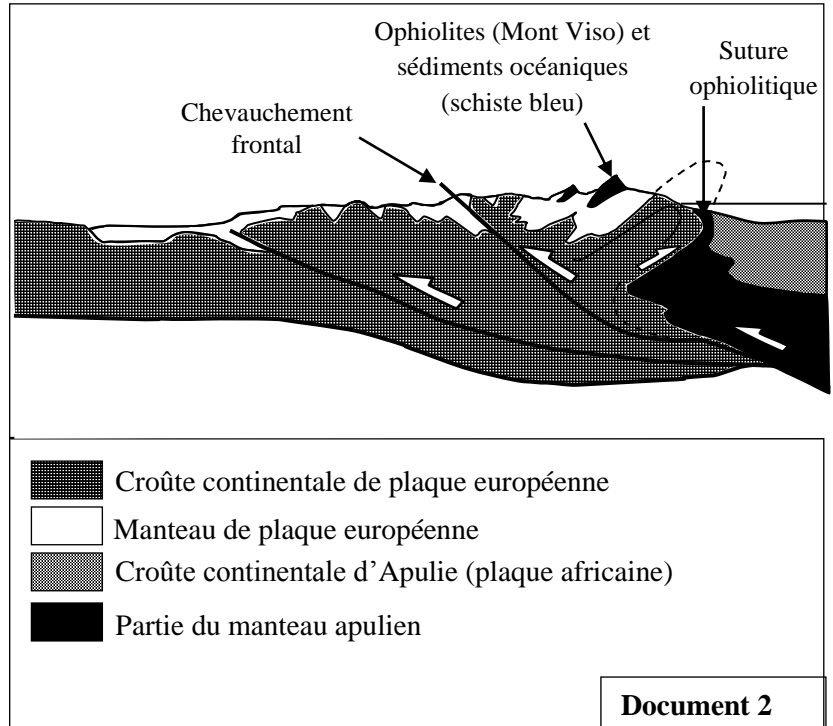 Ophiolites (Mont Viso) et
sédiments océaniques
(schiste bleu)
Suture
ophiolitique
Chevauchement
frontal
Croûte continentale de plaque européenne
Manteau de plaque européenne
Croûte continentale d’Apulie (plaque africaine)
Partie du manteau apulien
Document 2